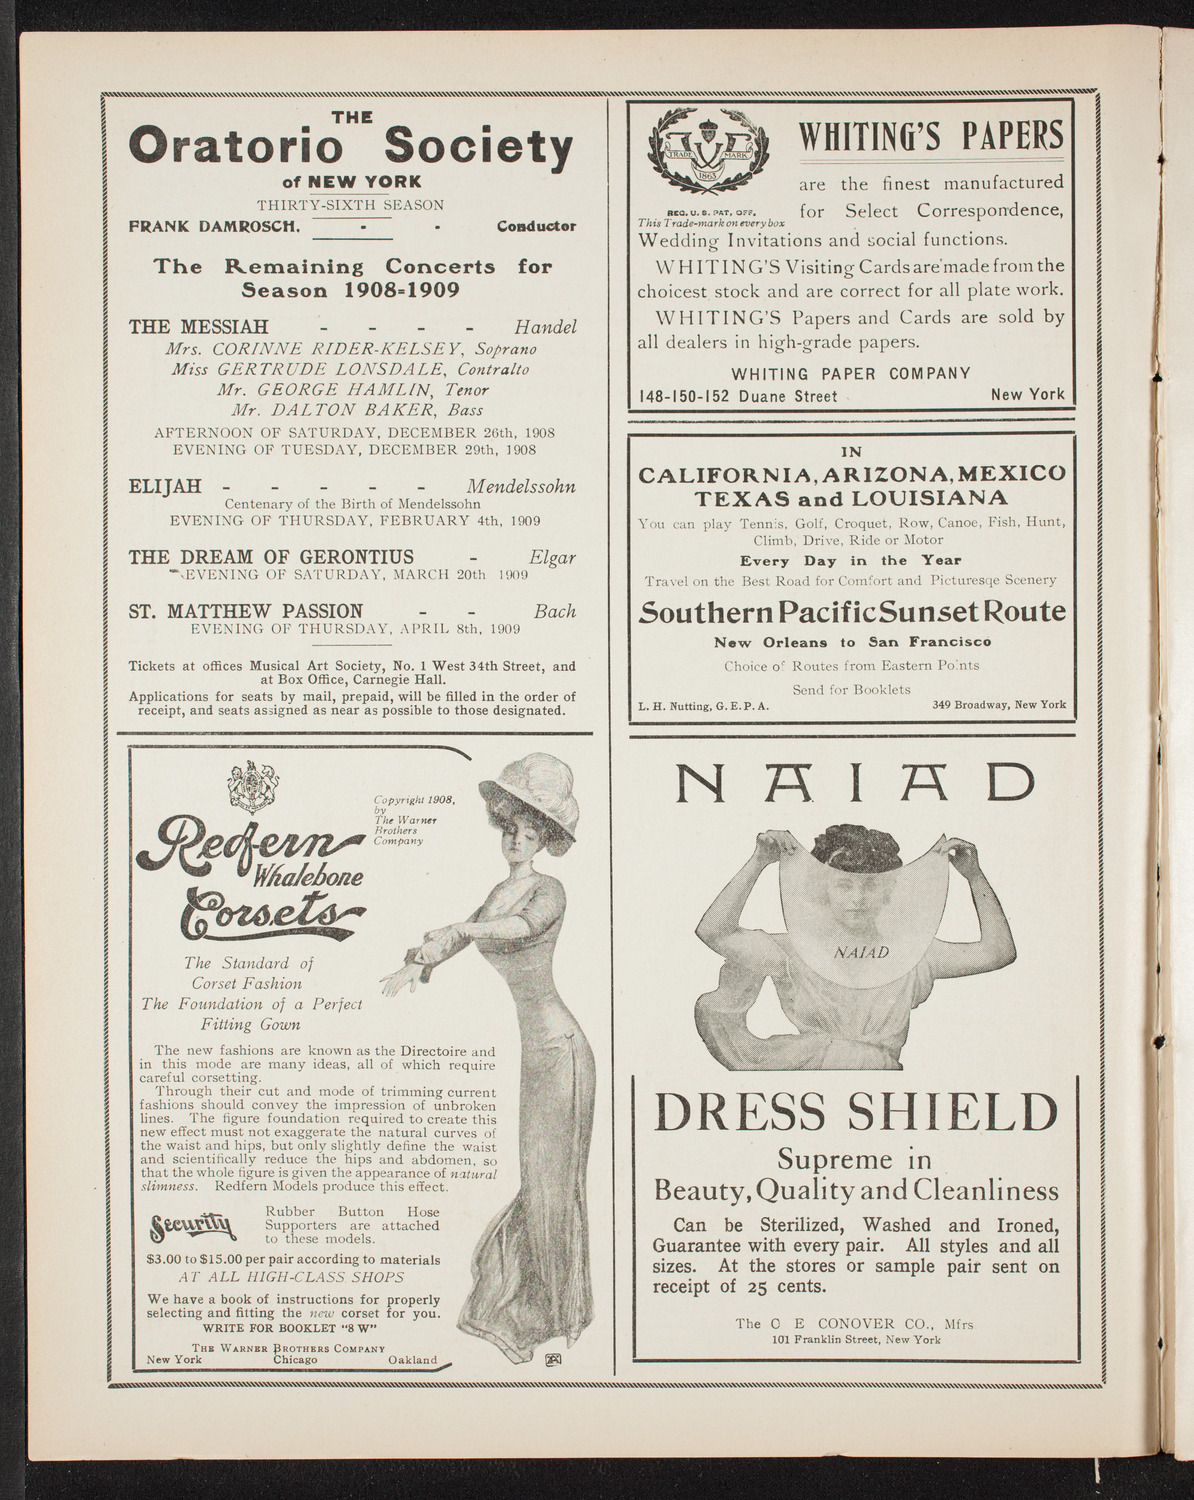 THE
Oratorio Society
of NEW YORK
THIRTY-SIXTH SEASON
FRANK DAMROSCH. - - Conductor
The Remaining Concerts for
Season 1908=1909
THE MESSIAH - - - - Handel
Mrs. CORINNE RIDER-KELSEY, Soprano
Miss GERTRUDE LONSDALE, Contralto
Mr. GEORGE HAMLIN, Tenor
Mr. DALTON BAKER, Bass
AFTERNOON OF SATURDAY, DECEMBER 26th, 1908
EVENING OF TUESDAY, DECEMBER 29th, 1908
ELIJAH - - - - - Mendelssohn
Centenary of the Birth of Mendelssohn
EVENING OF THURSDAY, FEBRUARY 4th, 1909
THE DREAM OF GERONTIUS - Elgar
EVENING OF SATURDAY, MARCH 20th 1909
ST. MATTHEW PASSION - - Bach
EVENING OF THURSDAY, APRIL 8th, 1909
Tickets at offices Musical Art Society, No. 1 West 34th Street, and
at Box Office, Carnegie Hall.
Applications for seats by mail, prepaid, will be filled in the order of
receipt, and seats assigned as near as possible to those designated.
Redfern
Whalebone
Corsets
Copyright 1908,
by
The Warner
Brothers
Company
The Standard of
Corset Fashion
The Foundation of a Perfect
Fitting Gown
The new fashions are known as the Directoire and
in this mode are many ideas, all of which require
careful corsetting.
Through their cut and mode of trimming current
fashions should convey the impression of unbroken
lines. The figure foundation required to create this
new effect must not exaggerate the natural curves of
the waist and hips, but only slightly define the waist
and scientifically reduce the hips and abdomen, so
that the whole figure is given the appearance of natural
slimness. Redfern Models produce this effect.
Security
Rubber Button Hose
Supporters are attached
to these models.
$3.00 to $15.00 per pair according to materials
AT ALL HIGH-CLASS SHOPS
We have a book of instructions for properly
selecting and fitting the new corset for you.
WRITE FOR BOOKLET "8 W"
THE WARNER BROTHERS COMPANY
New York Chicago Oakland
TRADE MARK
1863
REG. U. S. PAT. OFF.
This Trade-mark on every box
WHITING'S PAPERS
are the finest manufactured
for Select Correspondence,
Wedding Invitations and social functions.
WHITING'S Visiting Cards are made from the
choicest stock and are correct for all plate work.
WHITING'S Papers and Cards are sold by
all dealers in high-grade papers.
WHITING PAPER COMPANY
148-150-152 Duane Street New York
IN
CALIFORNIA, ARIZONA, MEXICO
TEXAS and LOUISIANA
You can play Tennis, Golf, Croquet, Row, Canoe, Fish, Hunt,
Climb, Drive, Ride or Motor
Every Day in the Year
Travel on the Best Road for Comfort and Picturesqe Scenery
Southern Pacific Sunset Route
New Orleans to San Francisco
Choice of Routes from Eastern Points
Send for Booklets
L. H. Nutting, G. E. P. A. 349 Broadway, New York
NAIAD
NAIAD
DRESS SHIELD
Supreme in
Beauty, Quality and Cleanliness
Can be Sterilized, Washed and Ironed,
Guarantee with every pair. All styles and all
sizes. At the stores or sample pair sent on
receipt of 25 cents.
The C E CONOVER CO., Mfrs
101 Franklin Street, New York